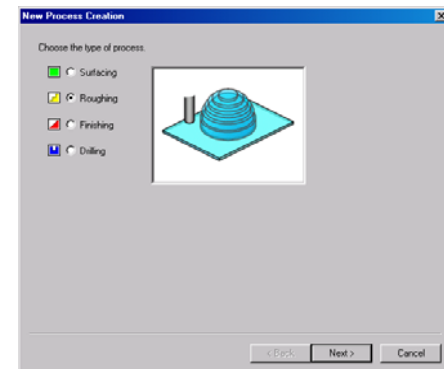 New Process Creation
Choose the type of process.
Surfacing
Roughing
Finishing
Drilling
< Back Next > Cancel